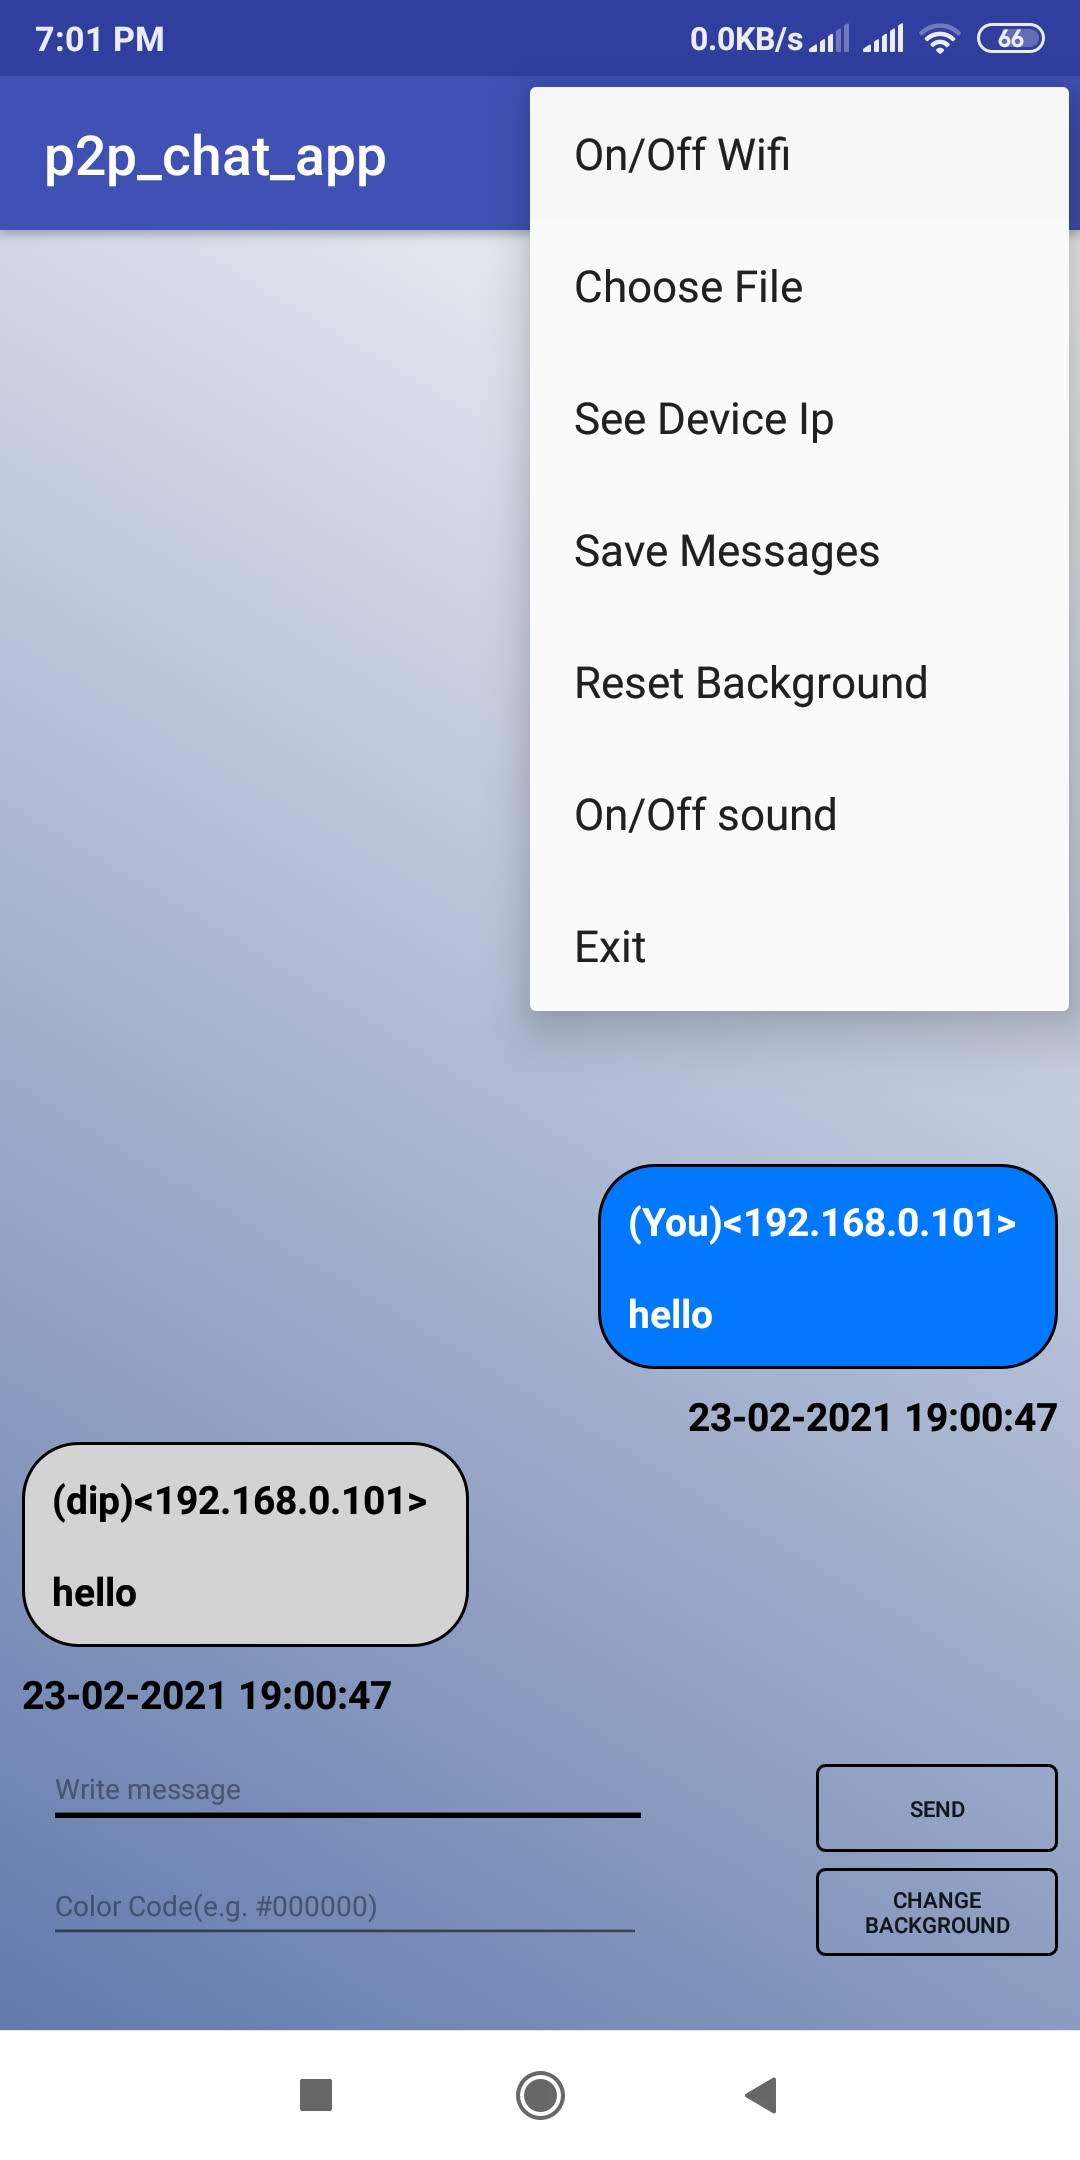 7:01 PM
0.0KB/s
66
p2p_chat_app
On/Off Wifi
Choose File
See Device Ip
Save Messages
Reset Background
On/Off sound
Exit
(You)<192.168.0.101>
hello
23-02-2021 19:00:47
(dip)<192.168.0.101>
hello
23-02-2021 19:00:47
Write message
SEND
Color Code(e.g. #000000)
CHANGE
BACKGROUND